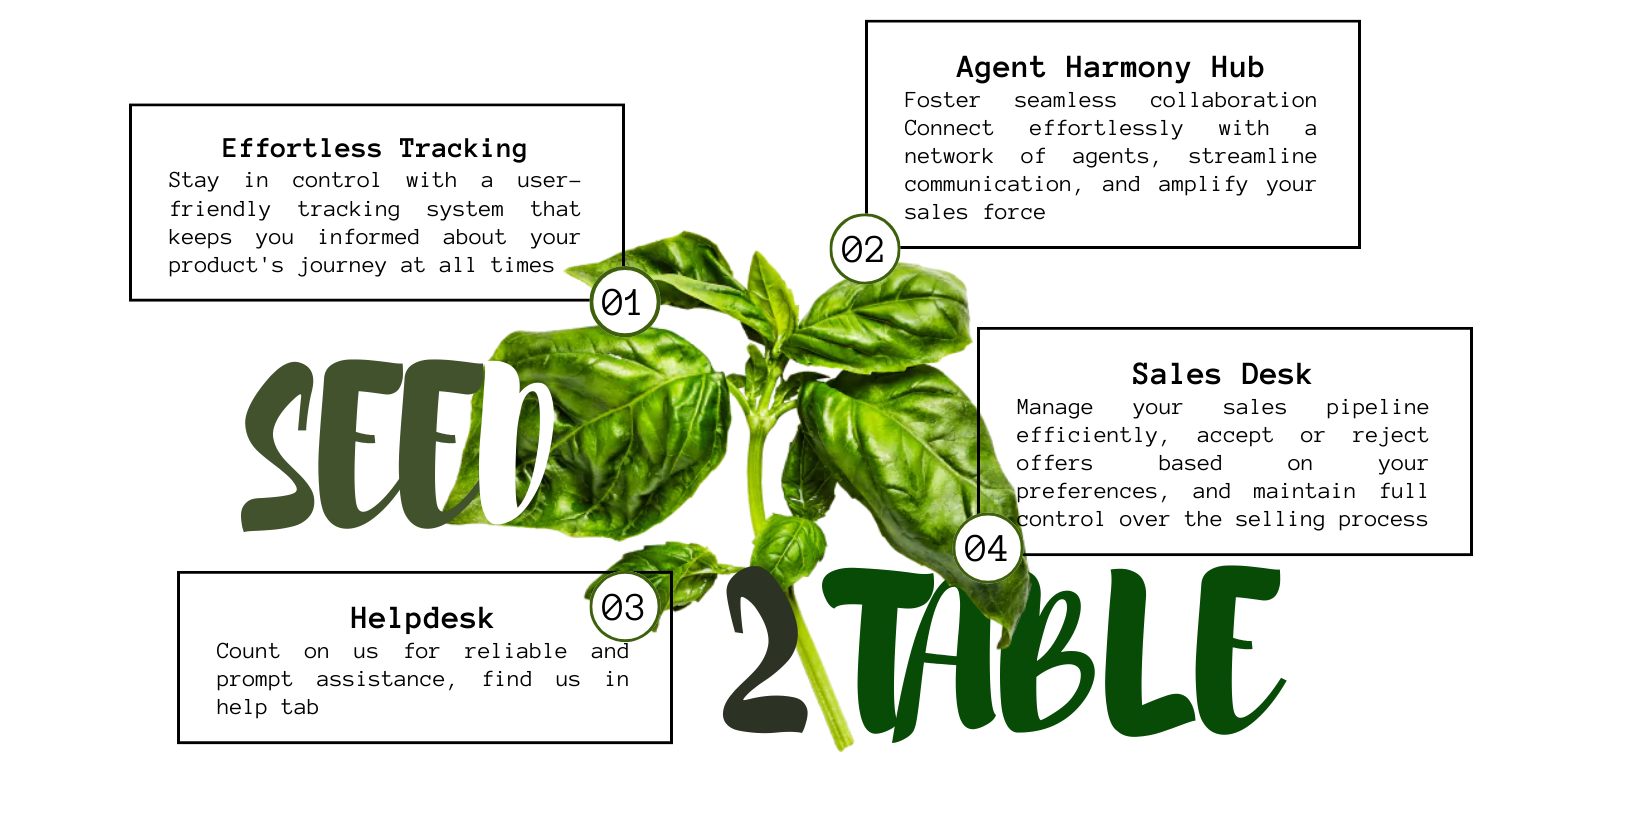 Effortless Tracking
Stay in control with a user-
friendly tracking system that
keeps you informed about your
product's journey at all times
01
Agent Harmony Hub
Foster seamless collaboration
Connect effortlessly with a
network of agents, streamline
communication, and amplify your
sales force
02
SEED
Sales Desk
Manage your sales pipeline
efficiently, accept or reject
offers based on your
preferences, and maintain full
control over the selling process
04
Helpdesk
Count on us for reliable and
prompt assistance, find us in
help tab
03
2 TABLE